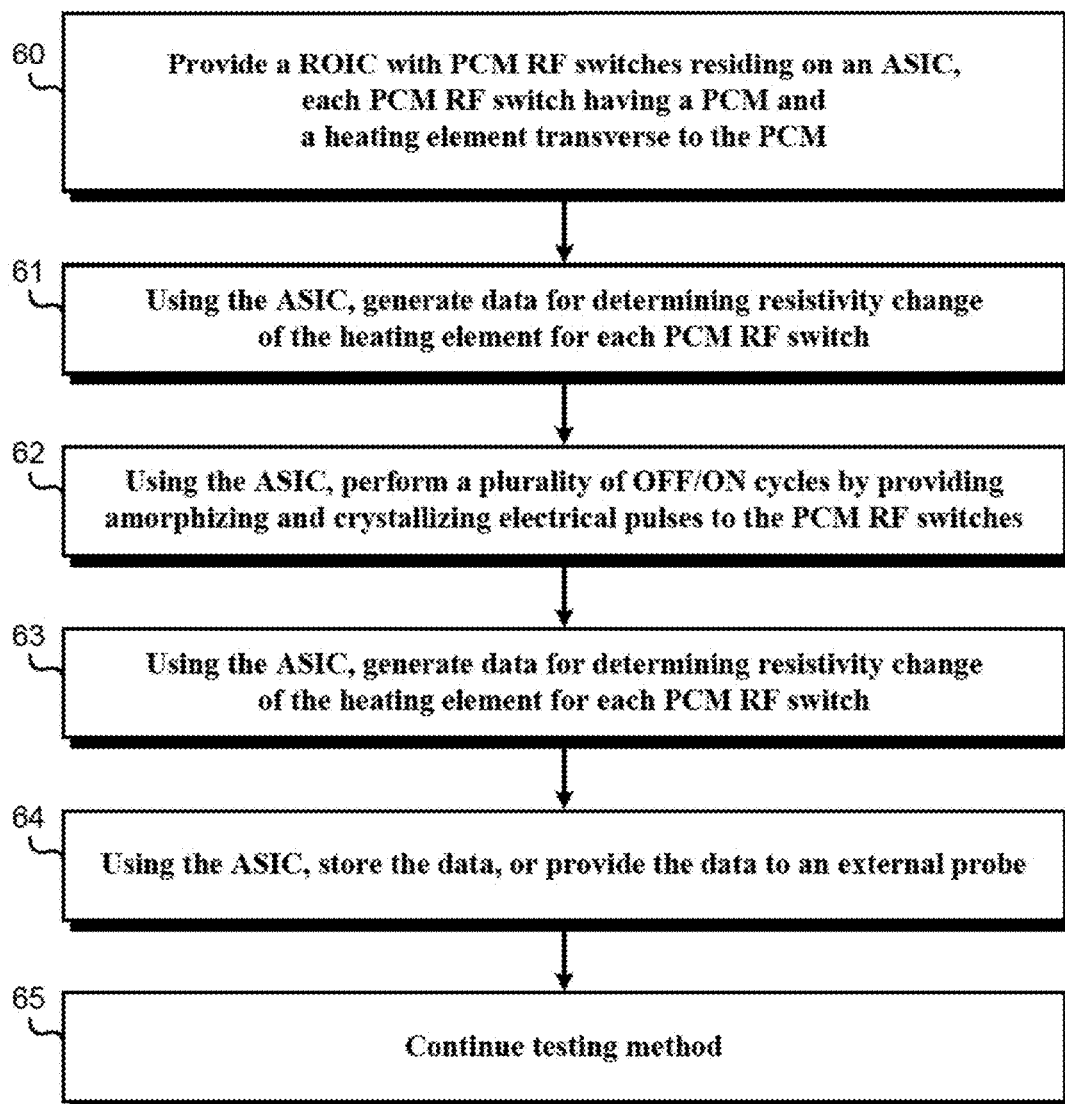 60
Provide a ROIC with PCM RF switches residing on an ASIC,
each PCM RF switch having a PCM and
a heating element transverse to the PCM
61
Using the ASIC, generate data for determining resistivity change
of the heating element for each PCM RF switch
62
Using the ASIC, perform a plurality of OFF/ON cycles by providing
amorphizing and crystallizing electrical pulses to the PCM RF switches
63
Using the ASIC, generate data for determining resistivity change
of the heating element for each PCM RF switch
64
Using the ASIC, store the data, or provide the data to an external probe
65
Continue testing method